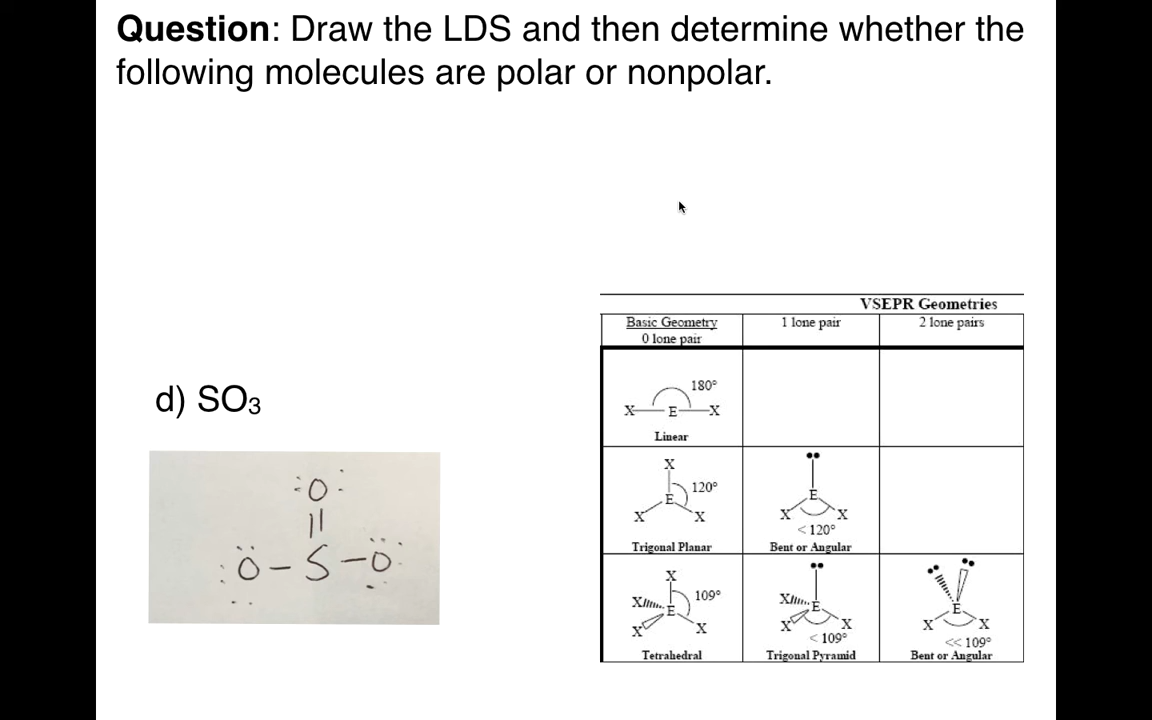 Question: Draw the LDS and then determine whether the
following molecules are polar or nonpolar.
d) SO₃
:O:
||
:O-S-O:
VSEPR Geometries
Basic Geometry
0 lone pair
1 lone pair
2 lone pairs
180°
X E X
Linear
X
120°
E
X X
Trigonal Planar
E
X X
<120°
Bent or Angular
X
109°
X E
X X
Tetrahedral
X E
X X
<109°
Trigonal Pyramid
E
X X
<<109°
Bent or Angular